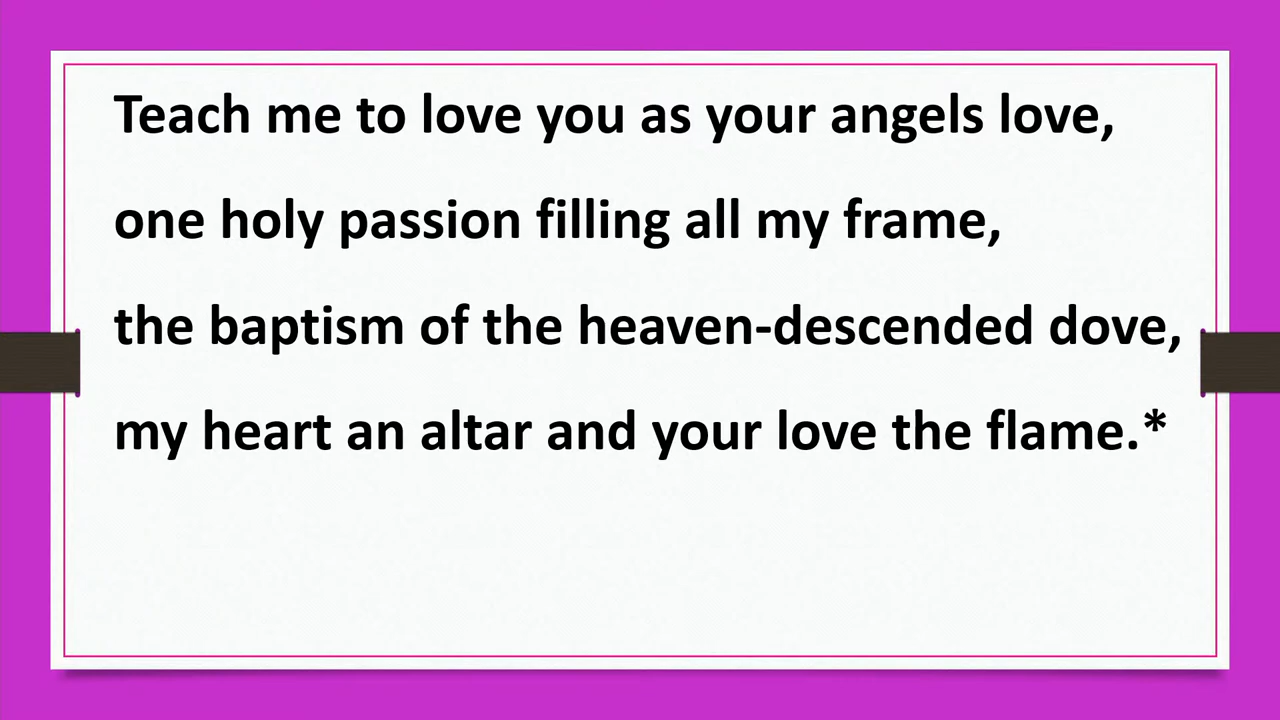 Teach me to love you as your angels love,
one holy passion filling all my frame,
the baptism of the heaven-descended dove,
my heart an altar and your love the flame.*